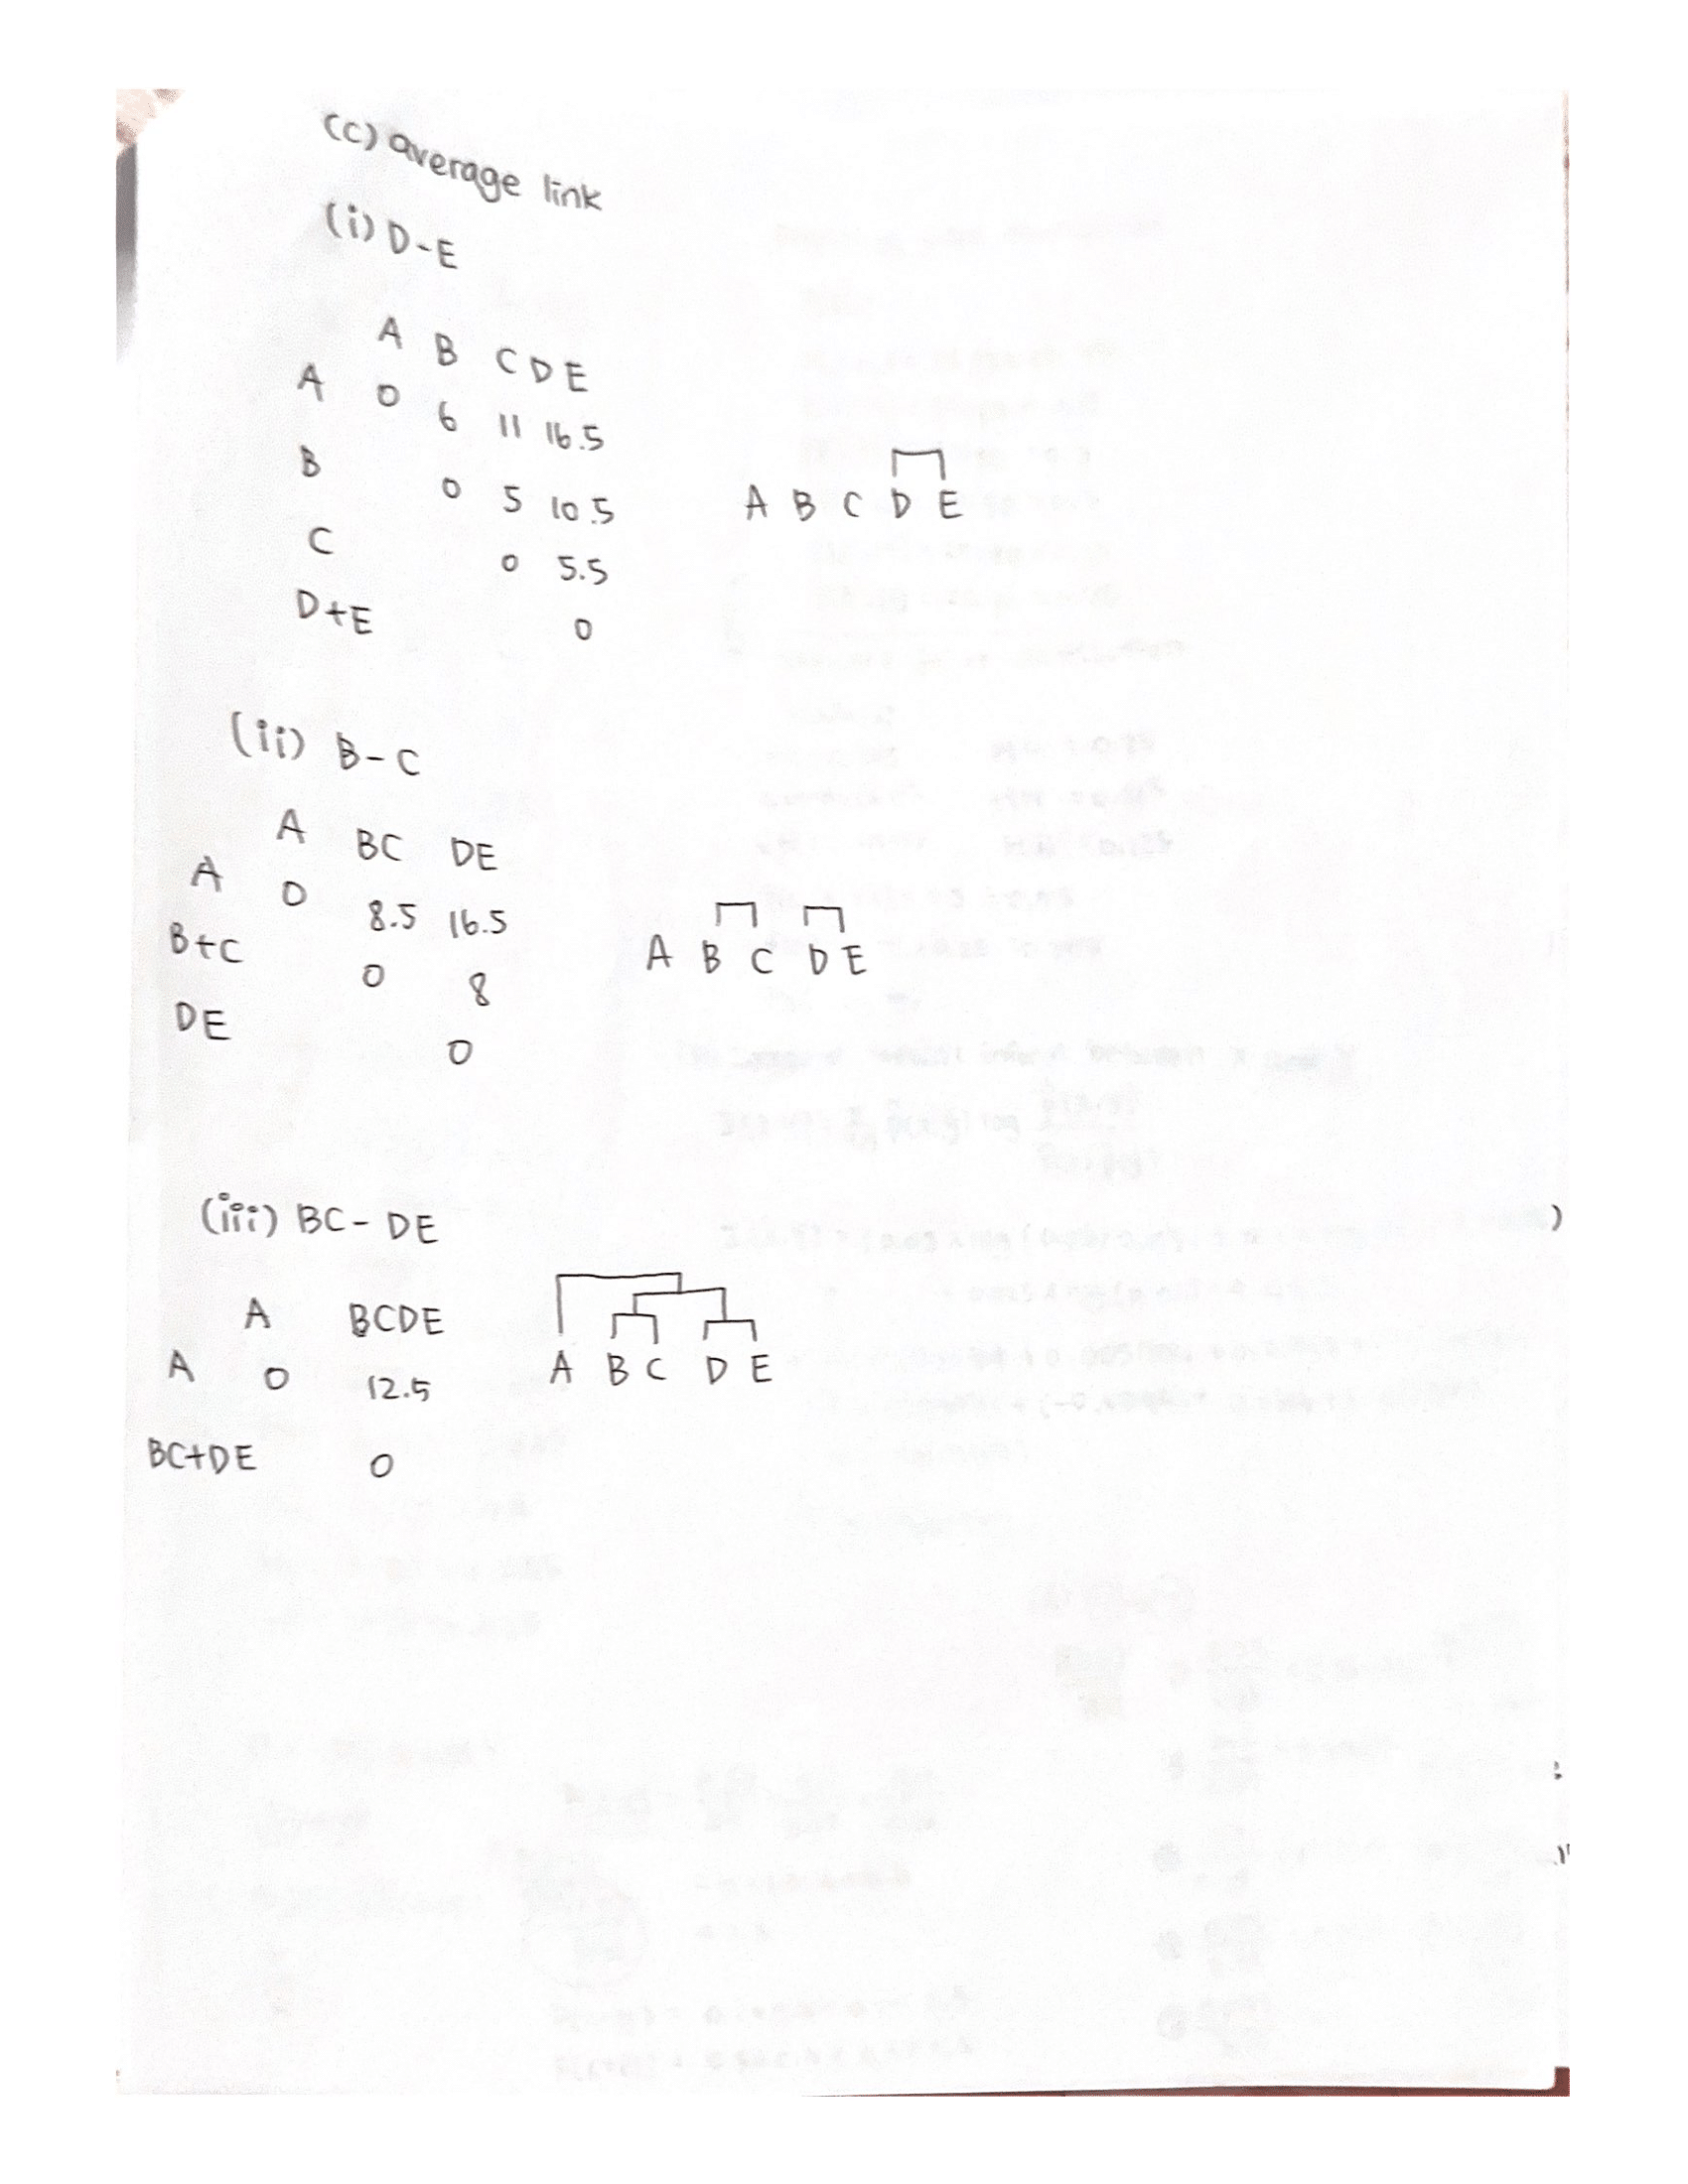 (c) average link
(i) D-E
A B C D E
A 0 6 11 16.5
B 0 5 10.5
C 0 5.5
D+E 0
A B C D E
(ii) B-C
A BC DE
A 0 8.5 16.5
B+C 0 8
DE 0
A B C D E
(iii) BC-DE
A BCDE
A 0 12.5
BC+DE 0
A B C D E